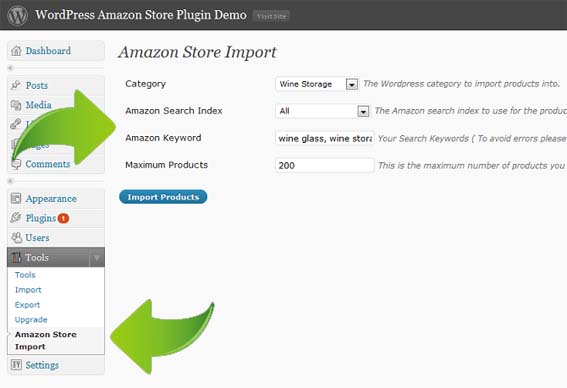 WordPress Amazon Store Plugin Demo Visit Site
Dashboard
Posts
Media
Comments
Appearance
Plugins 1
Users
Tools
Tools
Import
Export
Upgrade
Amazon Store
Import
Settings
Amazon Store Import
Category Wine Storage The Wordpress category to import products into.
Amazon Search Index All The Amazon search index to use for the produc
Amazon Keyword wine glass, wine stora Your Search Keywords ( To avoid errors please
Maximum Products 200 This is the maximum number of products you
Import Products